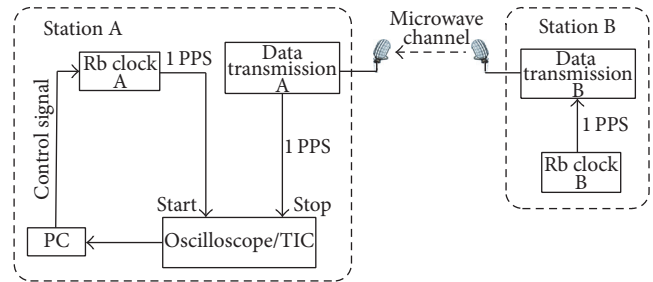 Station A
Rb clock
A
1 PPS
Data
transmission
A
Microwave
channel
Station B
Data
transmission
B
Control signal
1 PPS
1 PPS
Rb clock
B
Start
Stop
PC
Oscilloscope/TIC